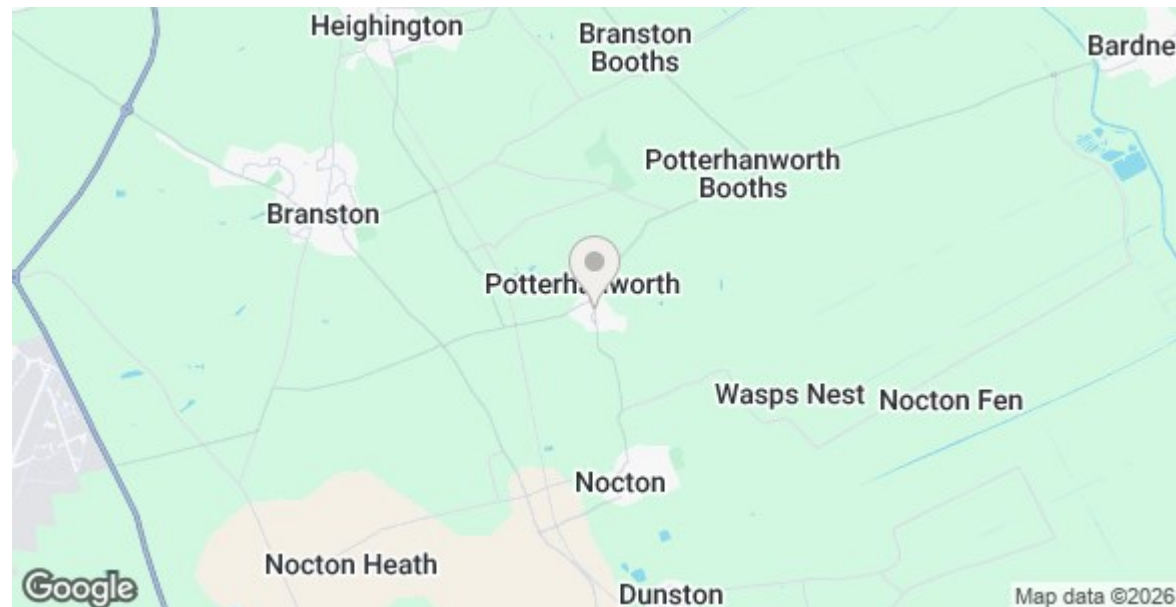 Heighington
Branston
Booths
Bardne
Potterhanworth
Booths
Branston
Potterhanworth
Wasps Nest
Nocton Fen
Nocton
Nocton Heath
Dunston
Google
Map data ©2026